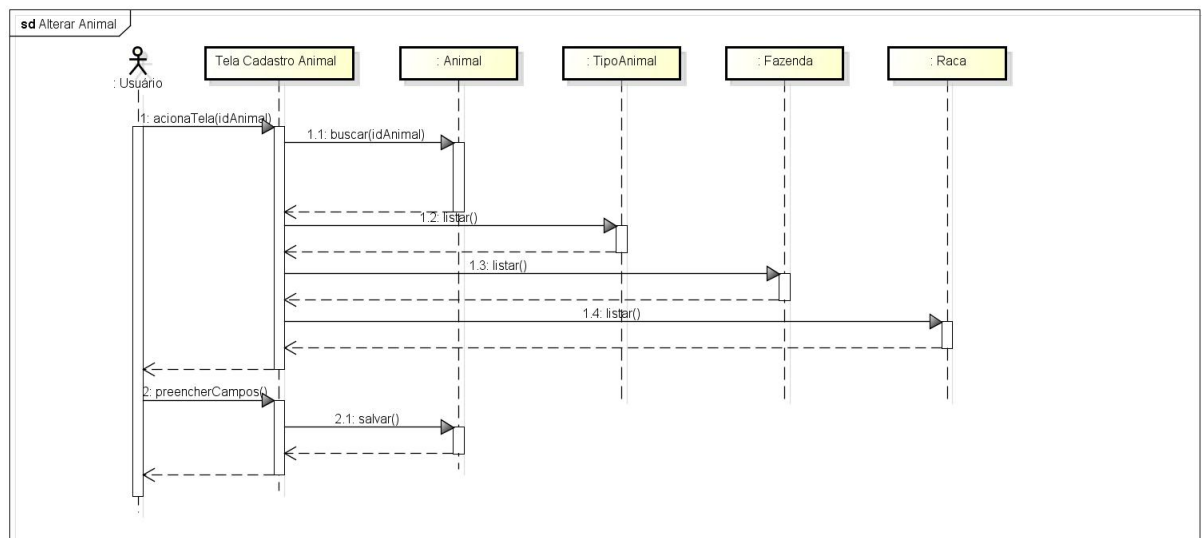 sd Alterar Animal
: Usuário
Tela Cadastro Animal
: Animal
: TipoAnimal
: Fazenda
: Raca
1: acionaTela(idAnimal)
1.1: buscar(idAnimal)
1.2: listar()
1.3: listar()
1.4: listar()
2: preencherCampos()
2.1: salvar()